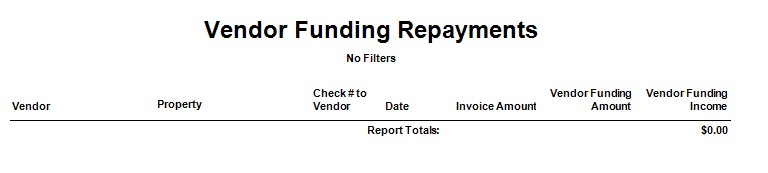 Vendor Funding Repayments
No Filters
Vendor Property Check # to Vendor Date Invoice Amount Vendor Funding Amount Vendor Funding Income
Report Totals: $0.00